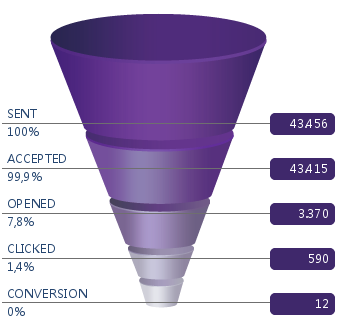 SENT
100%
43.456
ACCEPTED
99,9%
43.415
OPENED
7,8%
3.370
CLICKED
1,4%
590
CONVERSION
0%
12